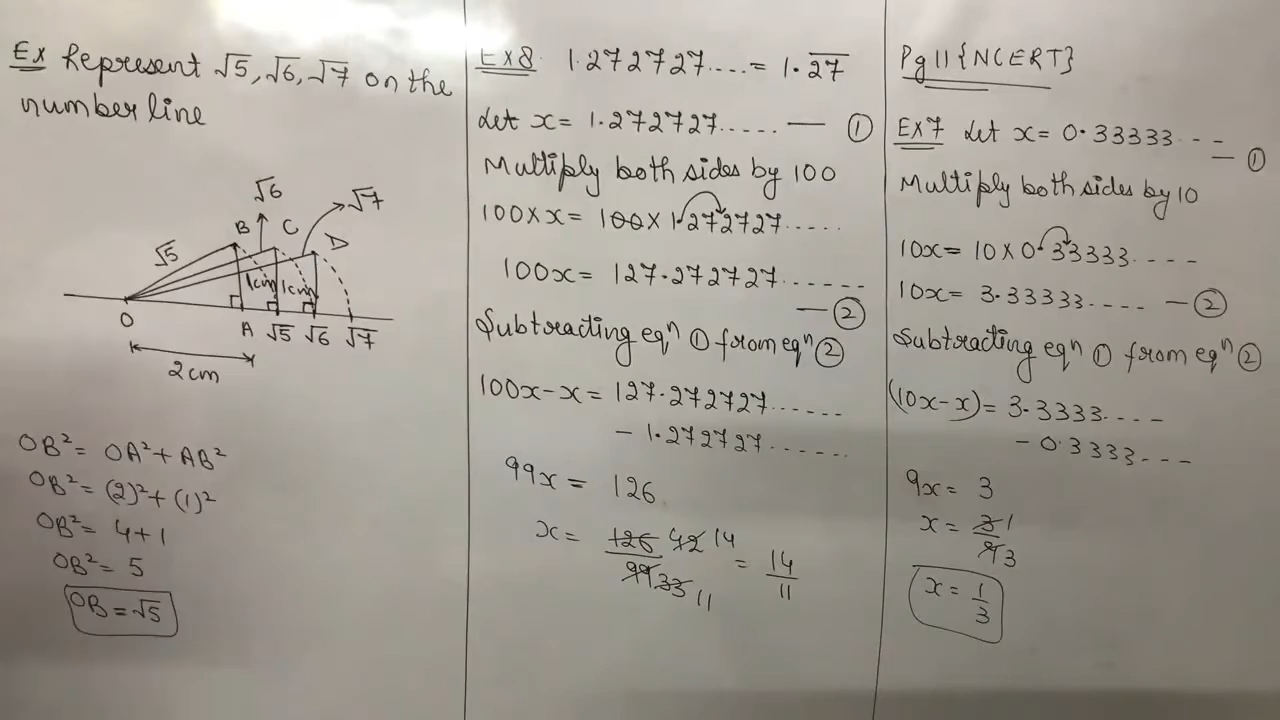 Ex Represent √5, √6, √7 on the
number line
√6
√7
B
C
D
√5
1cm
1cm
O
A
√5
√6
√7
2cm
OB² = OA² + AB²
OB² = (2)² + (1)²
OB² = 4+1
OB² = 5
OB = √5
Ex8 1.272727.... = 1.2̅7̅
Let x = 1.272727..... — ①
Multiply both sides by 100
100×x = 100×1.272727.....
100x = 127.272727......
— ②
Subtracting eqⁿ ① from eqⁿ ②
100x-x = 127.272727......
- 1.272727......
99x = 126
x = 126 42 14 / 99 33 11 = 14/11
Pg 11 {NCERT}
Ex7 Let x = 0.33333...
— ①
Multiply both sides by 10
10x = 10×0.33333....
10x = 3.33333.... — ②
Subtracting eqⁿ ① from eqⁿ ②
(10x-x) = 3.3333....
- 0.3333...
9x = 3
x = 3 1 / 9 3
x = 1/3